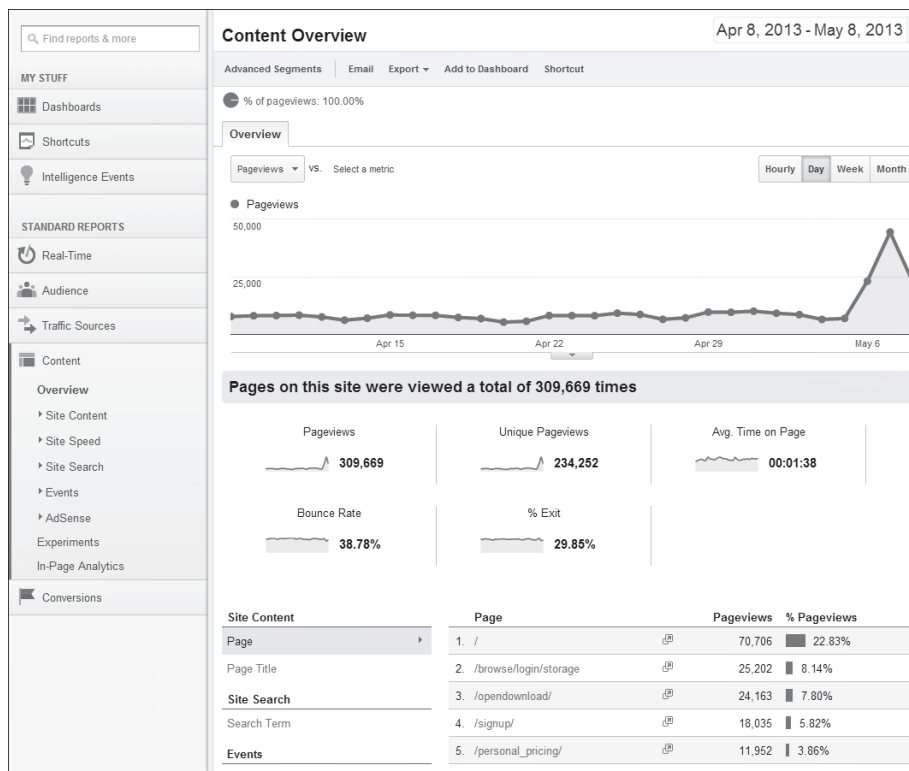 Find reports & more
MY STUFF
Dashboards
Shortcuts
Intelligence Events
STANDARD REPORTS
Real-Time
Audience
Traffic Sources
Content
Overview
Site Content
Site Speed
Site Search
Events
AdSense
Experiments
In-Page Analytics
Conversions
Content Overview
Apr 8, 2013 - May 8, 2013
Advanced Segments Email Export Add to Dashboard Shortcut
% of pageviews: 100.00%
Overview
Pageviews VS. Select a metric
Hourly Day Week Month
Pageviews
50,000
25,000
Apr 15 Apr 22 Apr 29 May 6
Pages on this site were viewed a total of 309,669 times
Pageviews Unique Pageviews Avg. Time on Page
309,669 234,252 00:01:38
Bounce Rate % Exit
38.78% 29.85%
Site Content
Page
Page Title
Site Search
Search Term
Events
Page Pageviews % Pageviews
1. / 70,706 22.83%
2. /browse/login/storage 25,202 8.14%
3. /opendownload/ 24,163 7.80%
4. /signup/ 18,035 5.82%
5. /personal_pricing/ 11,952 3.86%